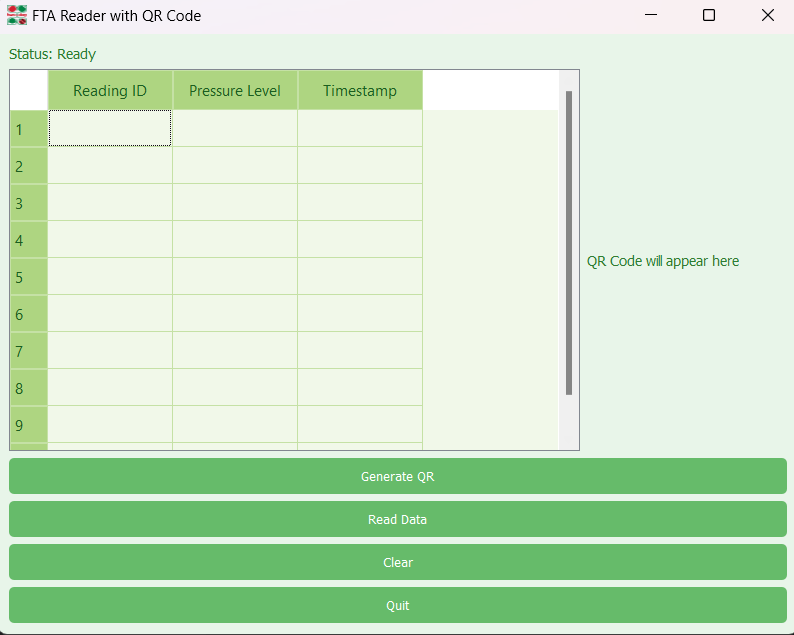 FTA Reader with QR Code
Status: Ready
Reading ID Pressure Level Timestamp
1
2
3
4
5
6
7
8
9
QR Code will appear here
Generate QR
Read Data
Clear
Quit